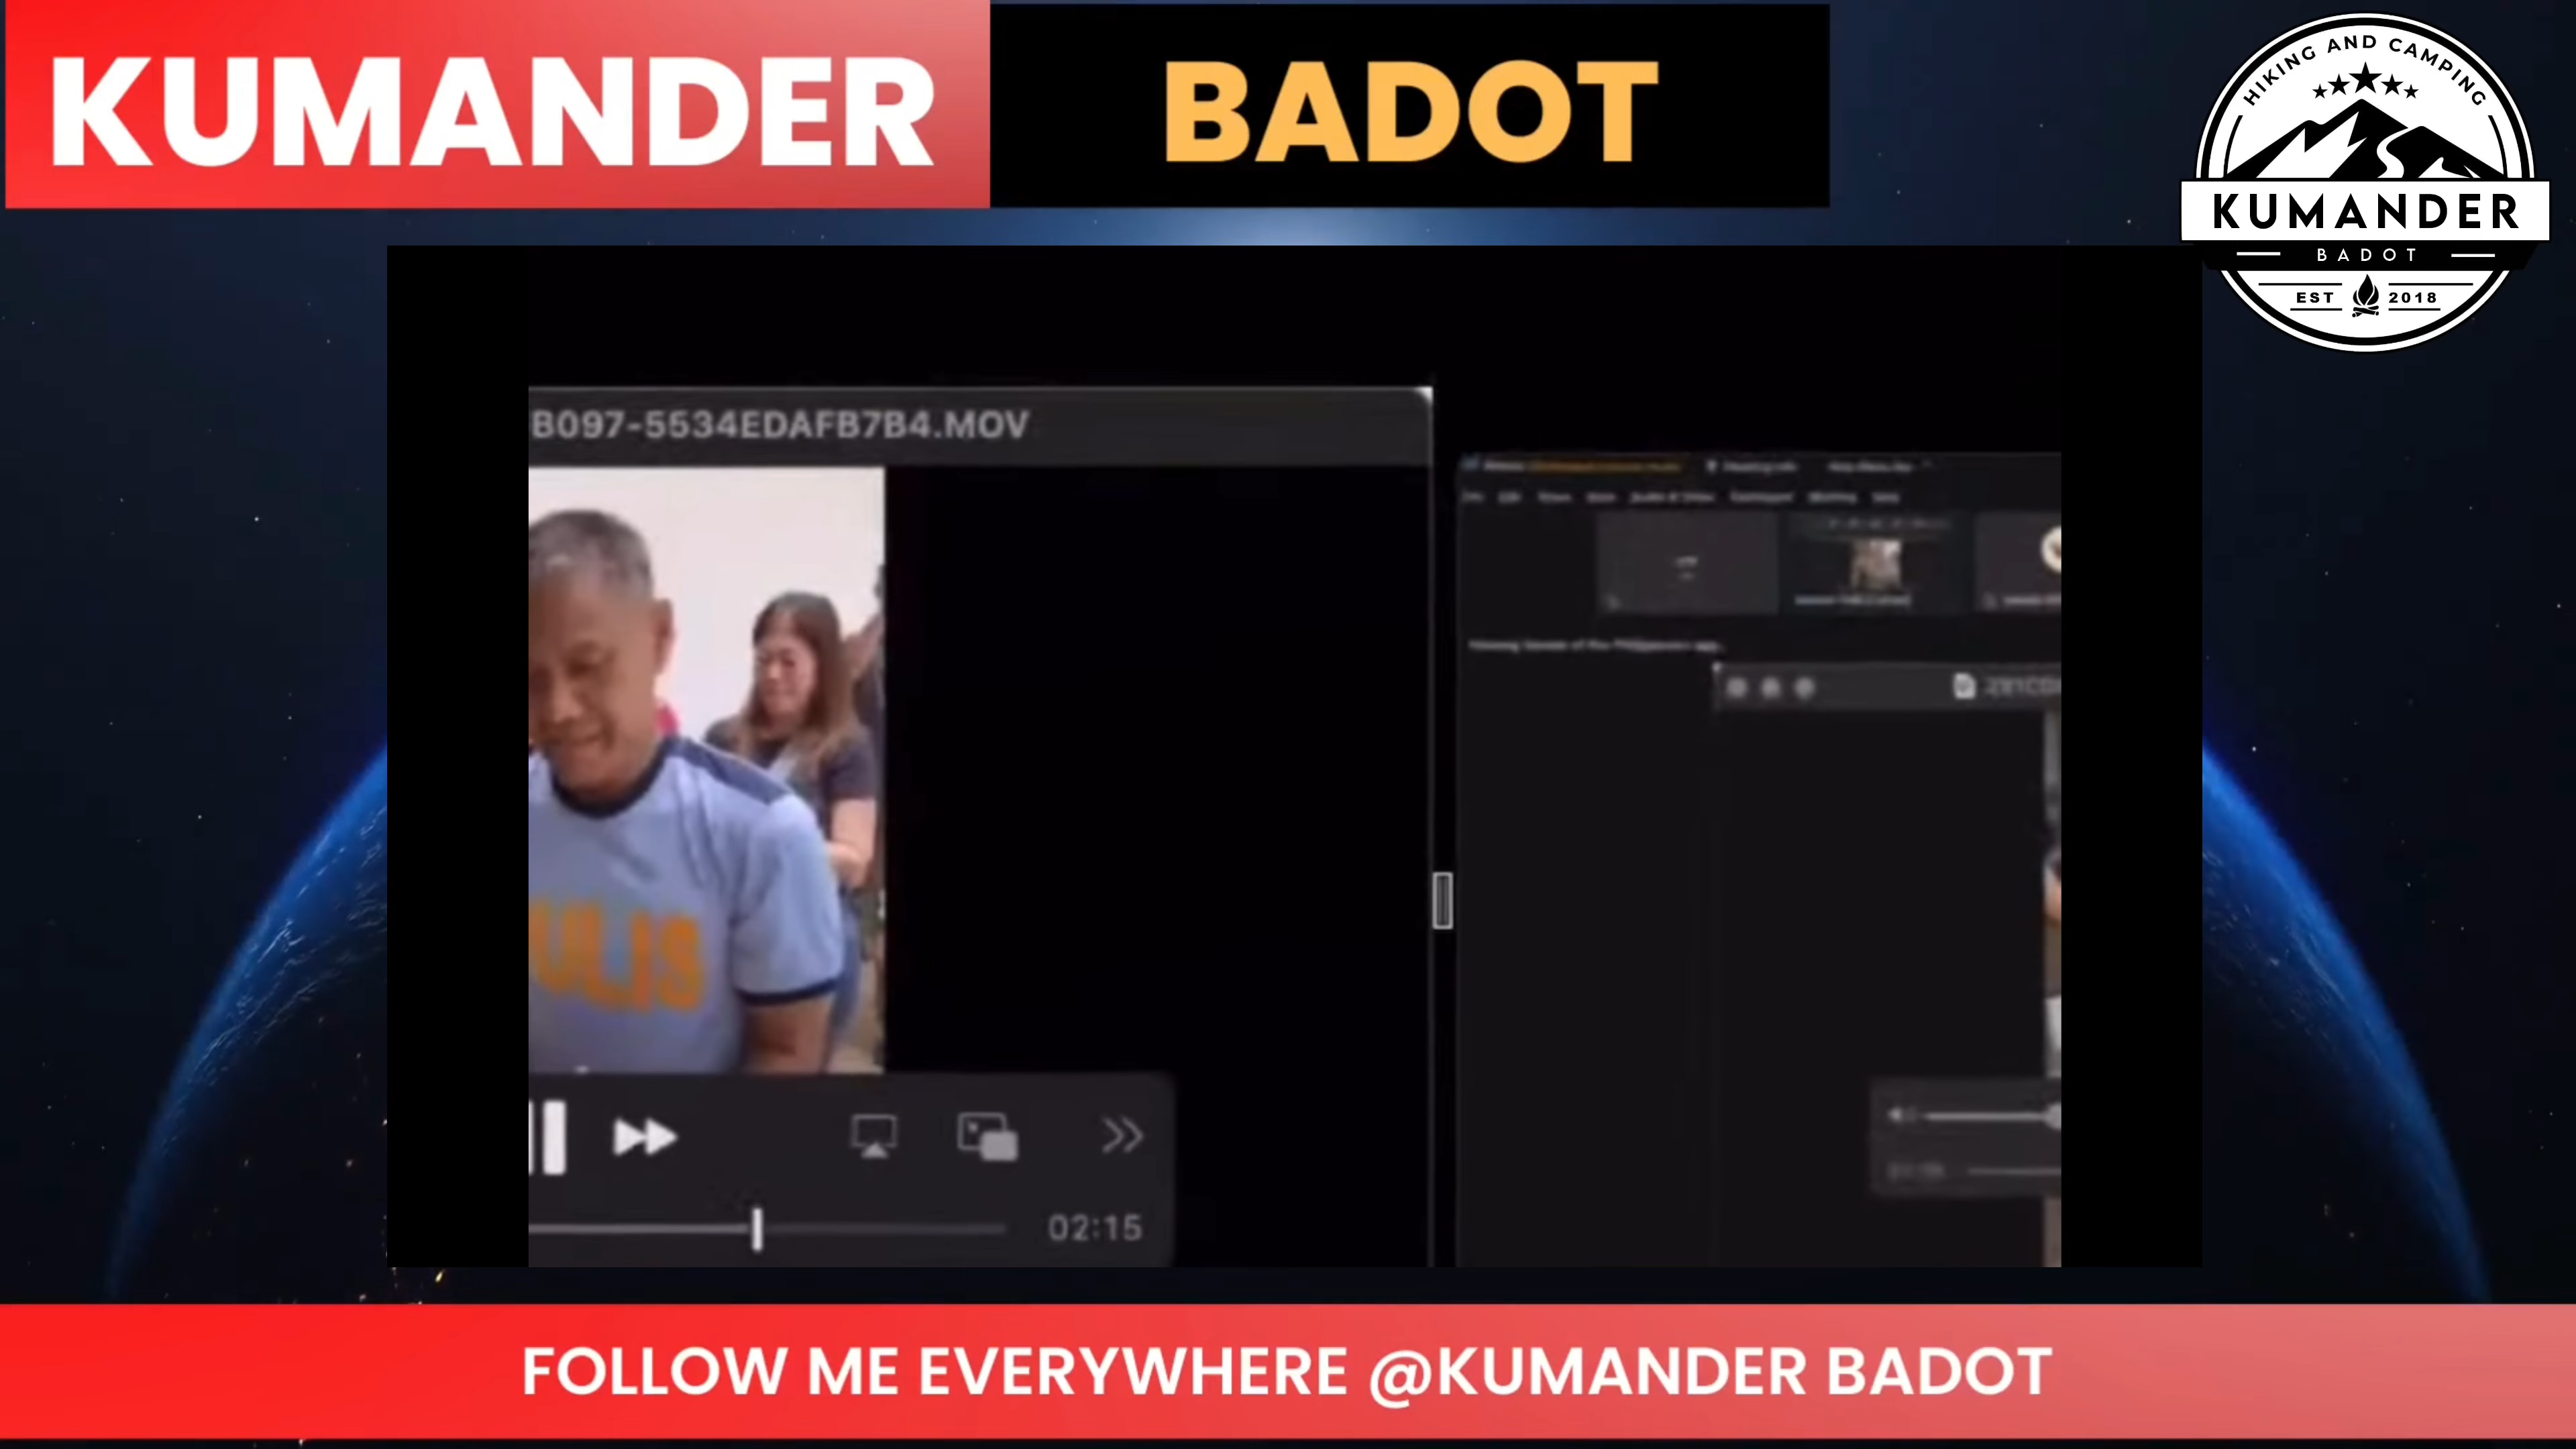 KUMANDER
BADOT
HIKING AND CAMPING
KUMANDER
BADOT
EST 2018
B097-5534EDAFB7B4.MOV
ULIS
02:15
FOLLOW ME EVERYWHERE @KUMANDER BADOT